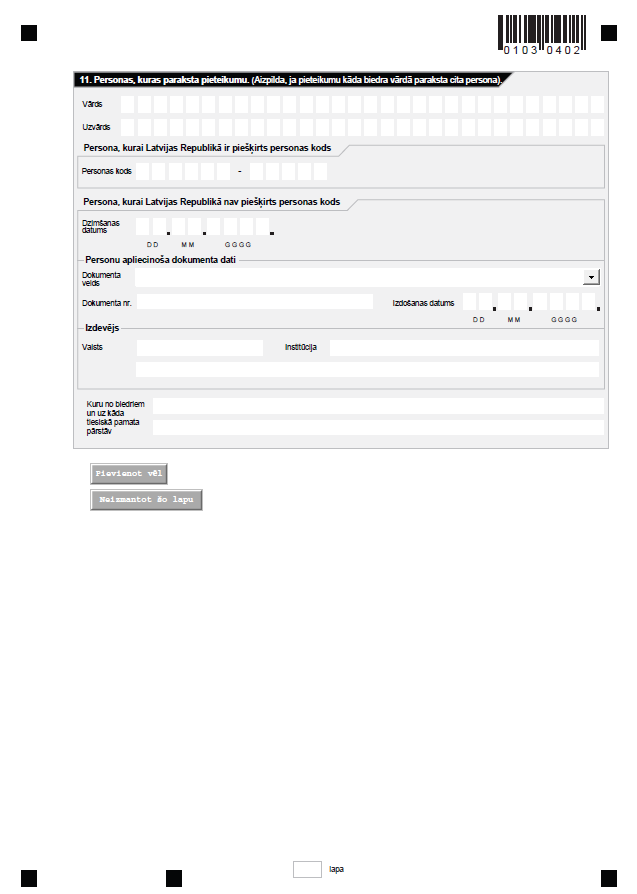 0103 0402
11. Personas, kuras paraksta pieteikumu. (Aizpilda, ja pieteikumu kāda biedra vārdā paraksta cita persona).
Vārds
Uzvārds
Persona, kurai Latvijas Republikā ir piešķirts personas kods
Personas kods -
Persona, kurai Latvijas Republikā nav piešķirts personas kods
Dzimšanas
datums
DD MM GGGG
Personu apliecinoša dokumenta dati
Dokumenta
veids
Dokumenta nr. Izdošanas datums
DD MM GGGG
Izdevējs
Valsts Institūcija
Kuru no biedriem
un uz kāda
tiesiskā pamata
pārstāv
Pievienot vēl
Neizmantot šo lapu
lapa